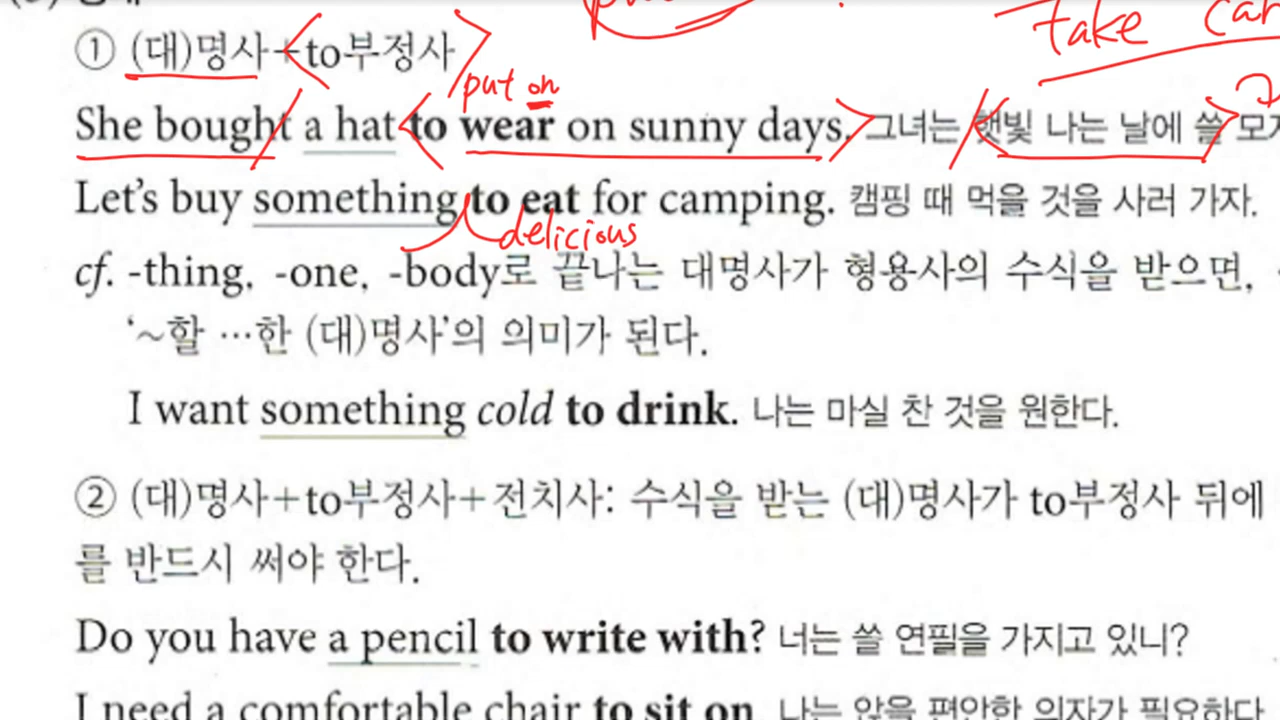 take
① (대)명사+to부정사
put on
She bought a hat to wear on sunny days. 그녀는 햇빛 나는 날에 쓸
Let's buy something to eat for camping. 캠핑 때 먹을 것을 사러 가자.
delicious
cf. -thing, -one, -body로 끝나는 대명사가 형용사의 수식을 받으면,
'~할 …한 (대)명사'의 의미가 된다.
I want something cold to drink. 나는 마실 찬 것을 원한다.
② (대)명사+to부정사+전치사: 수식을 받는 (대)명사가 to부정사 뒤에
를 반드시 써야 한다.
Do you have a pencil to write with? 너는 쓸 연필을 가지고 있니?
I need a comfortable chair to sit on. 나는 앉을 편안한 의자가 필요하다